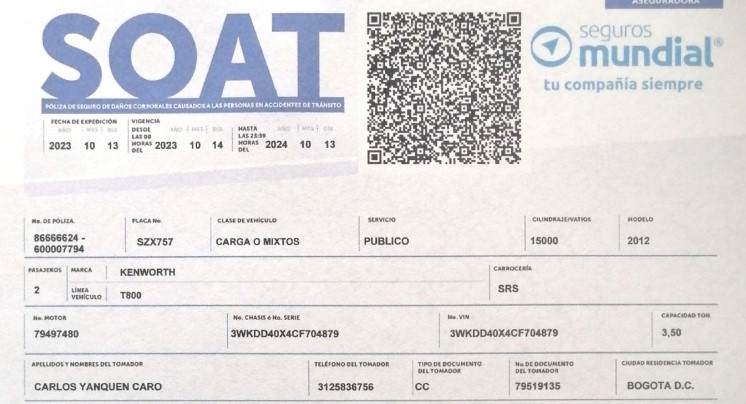 ASEGURADORA
SOAT
PÓLIZA DE SEGURO DE DAÑOS CORPORALES CAUSADOS A LAS PERSONAS EN ACCIDENTES DE TRÁNSITO
seguros
mundial®
tu compañía siempre
FECHA DE EXPEDICIÓN VIGENCIA
AÑO MES DÍA DESDE LAS 00 HORAS DEL AÑO MES DÍA HASTA LAS 23:59 HORAS DEL AÑO MES DÍA
2023 10 13 2023 10 14 2024 10 13
No. DE PÓLIZA. PLACA No. CLASE DE VEHÍCULO SERVICIO CILINDRAJE/VATIOS MODELO
86666624 - 600007794 SZX757 CARGA O MIXTOS PUBLICO 15000 2012
PASAJEROS MARCA KENWORTH CARROCERÍA
2 LÍNEA VEHÍCULO T800 SRS
No. MOTOR No. CHASIS ó No. SERIE No. VIN CAPACIDAD TON.
79497480 3WKDD40X4CF704879 3WKDD40X4CF704879 3,50
APELLIDOS Y NOMBRES DEL TOMADOR TELÉFONO DEL TOMADOR TIPO DE DOCUMENTO DEL TOMADOR No. DE DOCUMENTO DEL TOMADOR CIUDAD RESIDENCIA TOMADOR
CARLOS YANQUEN CARO 3125836756 CC 79519135 BOGOTA D.C.